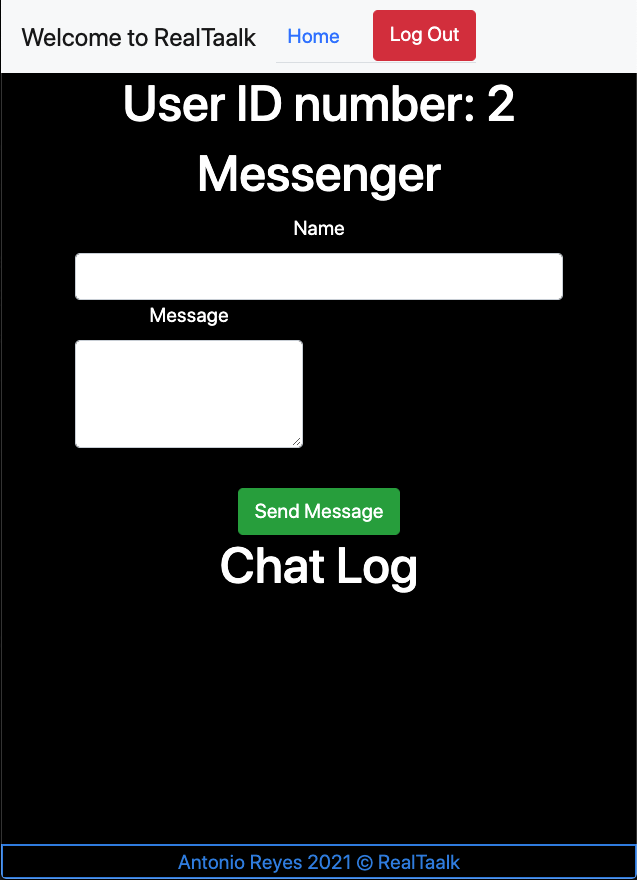 Welcome to RealTaalk Home Log Out
User ID number: 2
Messenger
Name
Message
Send Message
Chat Log
Antonio Reyes 2021 © RealTaalk